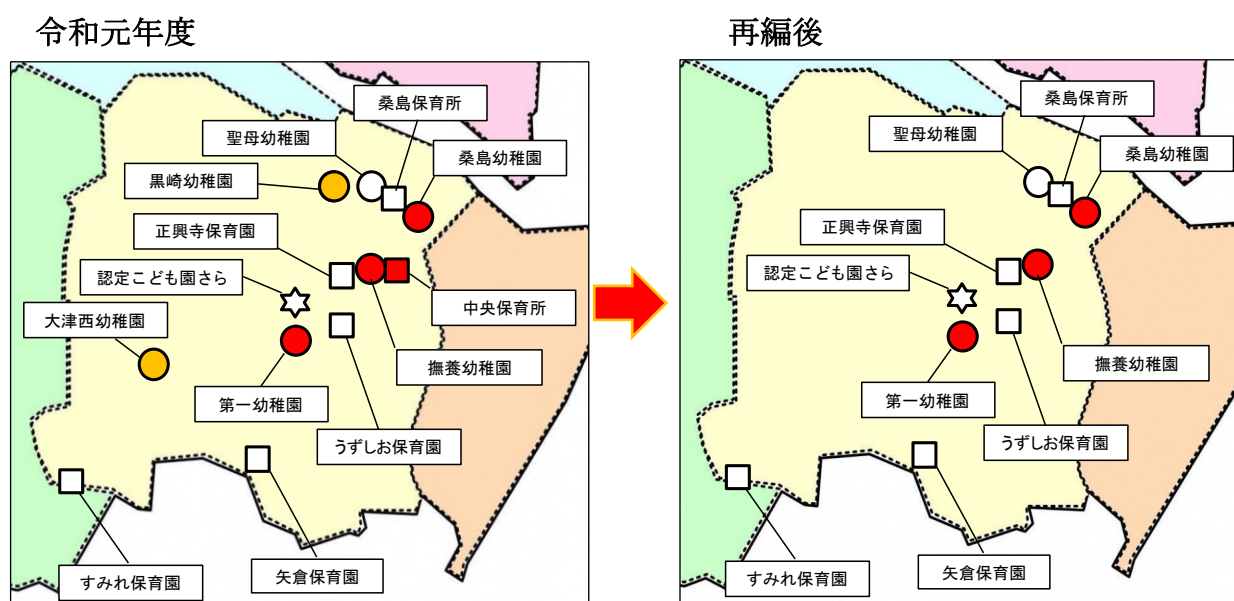 令和元年度
桑島保育所
聖母幼稚園
桑島幼稚園
黒崎幼稚園
正興寺保育園
認定こども園さら
中央保育所
大津西幼稚園
撫養幼稚園
第一幼稚園
うずしお保育園
矢倉保育園
すみれ保育園
再編後
桑島保育所
聖母幼稚園
桑島幼稚園
正興寺保育園
認定こども園さら
撫養幼稚園
第一幼稚園
うずしお保育園
矢倉保育園
すみれ保育園